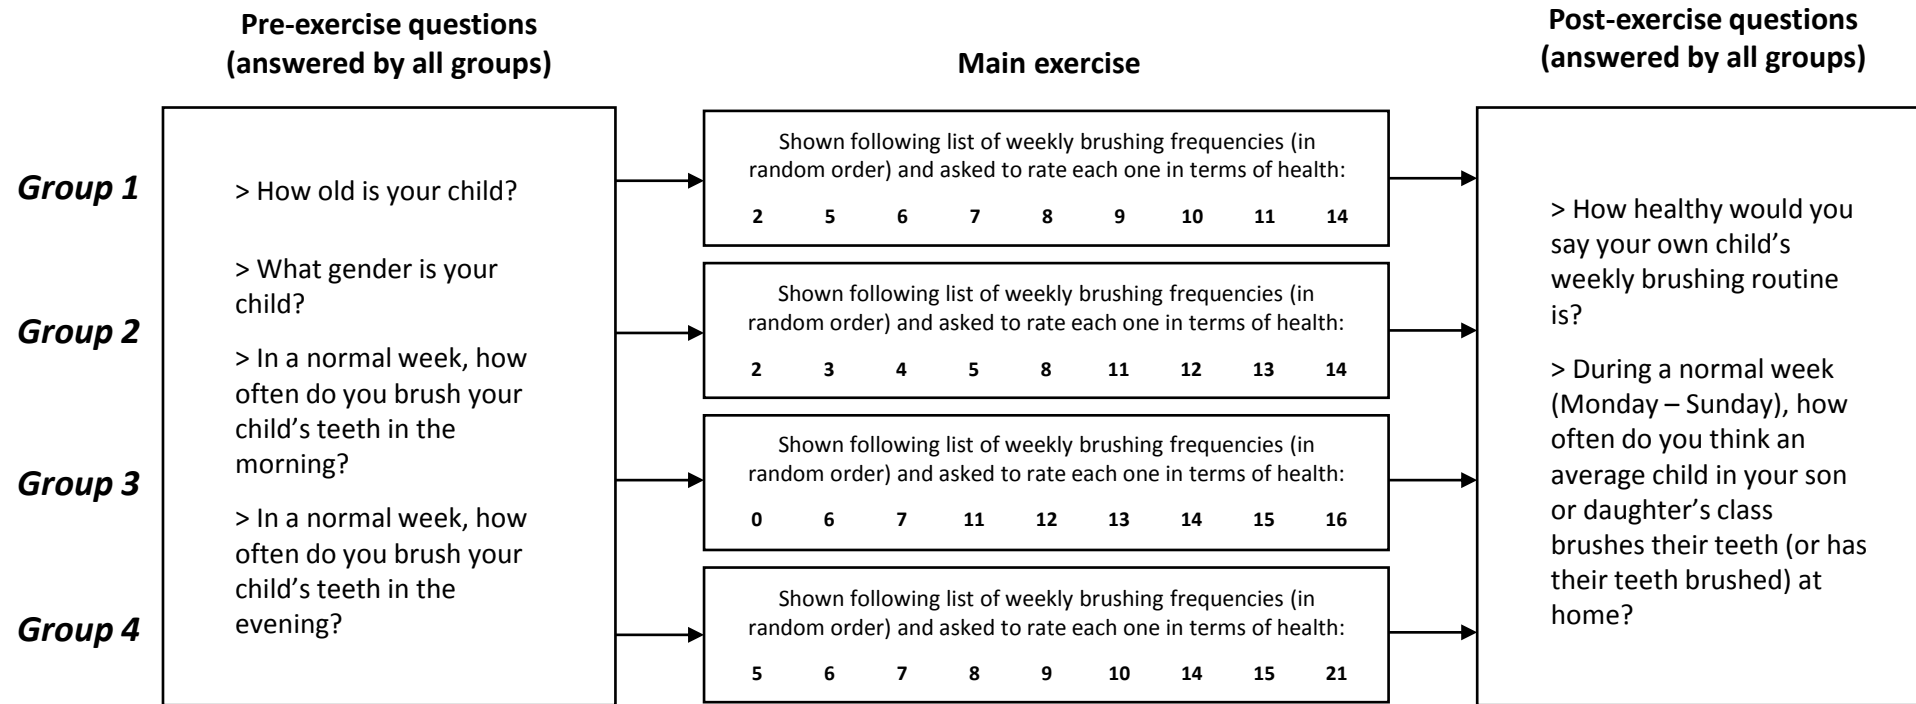 Pre-exercise questions
(answered by all groups)
Main exercise
Post-exercise questions
(answered by all groups)
Group 1
Group 2
Group 3
Group 4
> How old is your child?
> What gender is your
child?
> In a normal week, how
often do you brush your
child’s teeth in the
morning?
> In a normal week, how
often do you brush your
child’s teeth in the
evening?
Shown following list of weekly brushing frequencies (in
random order) and asked to rate each one in terms of health:
2 5 6 7 8 9 10 11 14
Shown following list of weekly brushing frequencies (in
random order) and asked to rate each one in terms of health:
2 3 4 5 8 11 12 13 14
Shown following list of weekly brushing frequencies (in
random order) and asked to rate each one in terms of health:
0 6 7 11 12 13 14 15 16
Shown following list of weekly brushing frequencies (in
random order) and asked to rate each one in terms of health:
5 6 7 8 9 10 14 15 21
> How healthy would you
say your own child’s
weekly brushing routine
is?
> During a normal week
(Monday – Sunday), how
often do you think an
average child in your son
or daughter’s class
brushes their teeth (or has
their teeth brushed) at
home?